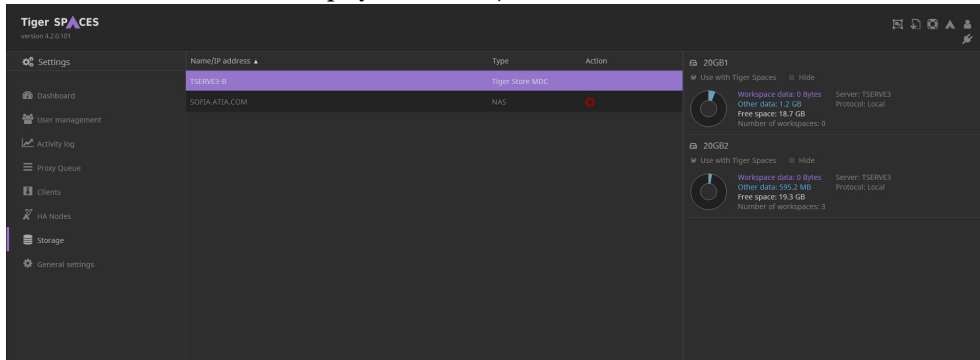 Tiger SPACES
version 4.2.0.101
Settings
Dashboard
User management
Activity log
Proxy Queue
Clients
HA Nodes
Storage
General settings
Name/IP address ▲ Type Action
TSERVE3-B Tiger Store MDC
SOFIA.ATIA.COM NAS
20GB1
Use with Tiger Spaces Hide
Workspace data: 0 Bytes Server: TSERVE3
Other data: 1.2 GB Protocol: Local
Free space: 18.7 GB
Number of workspaces: 0
20GB2
Use with Tiger Spaces Hide
Workspace data: 0 Bytes Server: TSERVE3
Other data: 595.2 MB Protocol: Local
Free space: 19.3 GB
Number of workspaces: 3